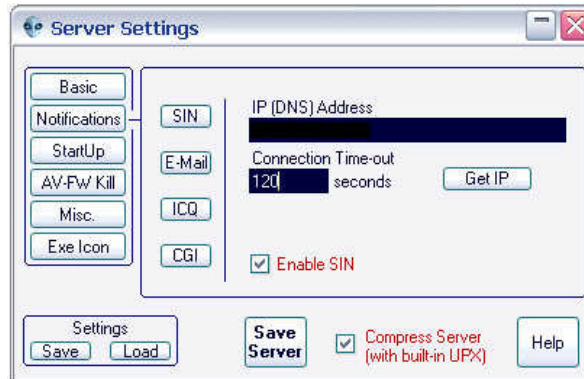 Server Settings
Basic
Notifications
StartUp
AV-FW Kill
Misc.
Exe Icon
SIN
E-Mail
ICQ
CGI
IP (DNS) Address
Connection Time-out
120 seconds
Get IP
Enable SIN
Settings
Save Load
Save
Server
Compress Server
(with built-in UPX)
Help